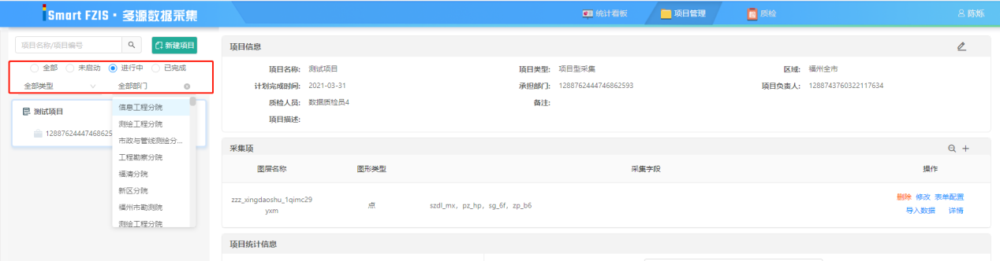 Smart FZIS · 多源数据采集
统计看板
项目管理
质检
陈烁
项目名称/项目编号
新建项目
全部 未启动 进行中 已完成
全部类型 全部部门
测试项目
12887624447468625
信息工程分院
测绘工程分院
市政与管线测绘分...
工程勘察分院
福清分院
新区分院
福州市勘测院
测绘工程分院
项目信息
项目名称: 测试项目 项目类型: 项目型采集 区域: 福州全市
计划完成时间: 2021-03-31 承担部门: 1288762444746862593 项目负责人: 1288743760322117634
质检人员: 数据质检员4 备注:
项目描述:
采集项
图层名称 图形类型 采集字段 操作
zzz_xingdaoshu_1qimc29
yxm
点 szdl_mx, pz_hp, sg_6f, zp_b6
删除 修改 表单配置
导入数据 详情
项目统计信息